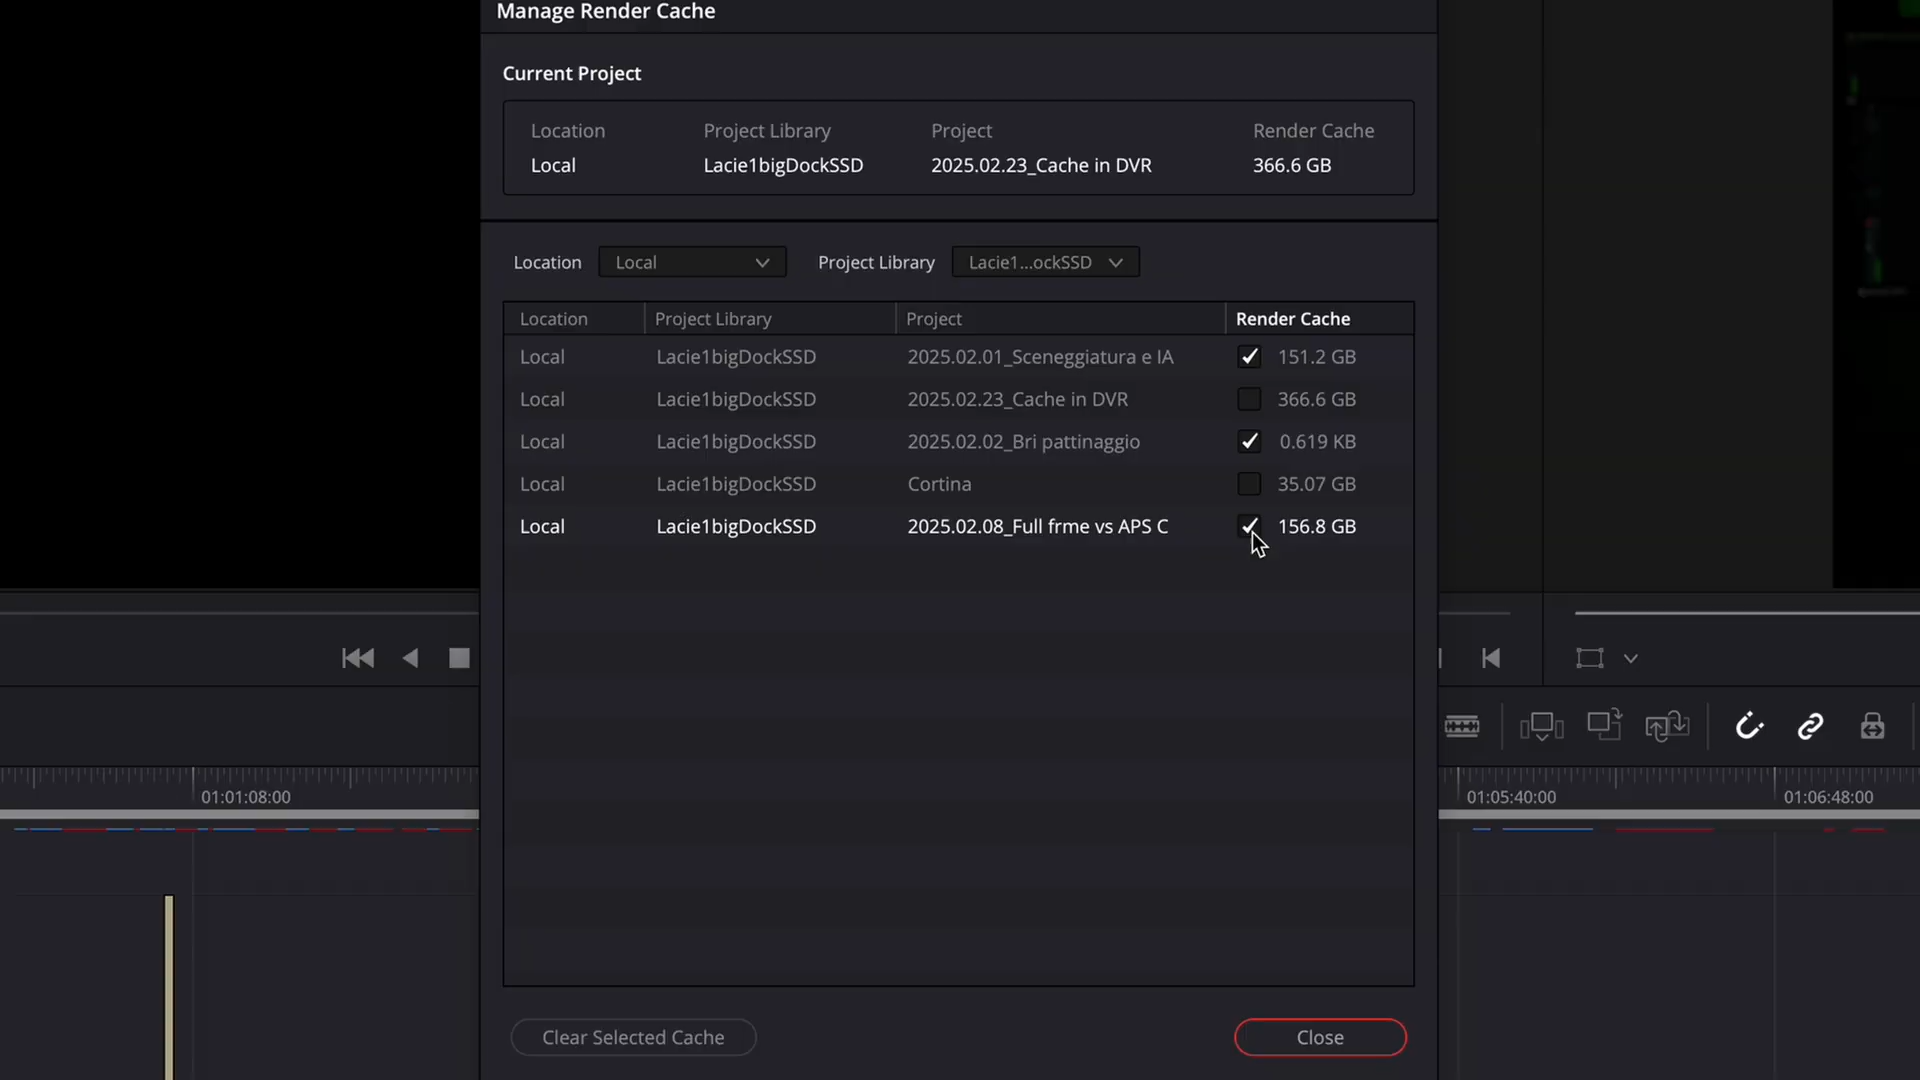 Manage Render Cache
Current Project
Location Project Library Project Render Cache
Local Lacie1bigDockSSD 2025.02.23_Cache in DVR 366.6 GB
Location Local Project Library Lacie1...ockSSD
Location Project Library Project Render Cache
Local Lacie1bigDockSSD 2025.02.01_Sceneggiatura e IA 151.2 GB
Local Lacie1bigDockSSD 2025.02.23_Cache in DVR 366.6 GB
Local Lacie1bigDockSSD 2025.02.02_Bri pattinaggio 0.619 KB
Local Lacie1bigDockSSD Cortina 35.07 GB
Local Lacie1bigDockSSD 2025.02.08_Full frme vs APS C 156.8 GB
01:01:08:00 01:05:40:00 01:06:48:00
Clear Selected Cache Close